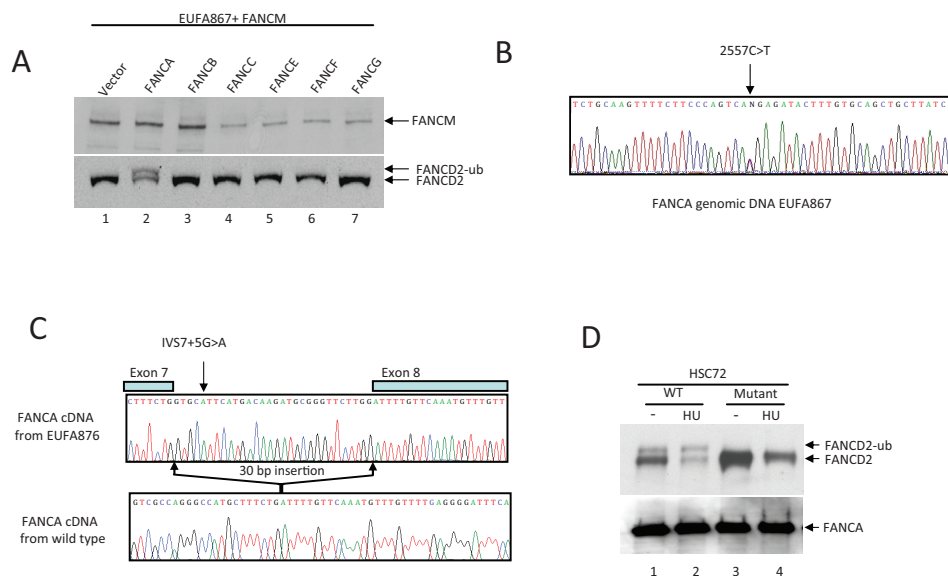 A
EUFA867+ FANCM
Vector
FANCA
FANCB
FANCC
FANCE
FANCF
FANCG
FANCM
FANCD2-ub
FANCD2
1 2 3 4 5 6 7
B
2557C>T
TCTGCAAGTTTTCTTCCCAGTCANGAGATACTTTGTGCAGCTGCTTATC
FANCA genomic DNA EUFA867
C
IVS7+5G>A
Exon 7
Exon 8
FANCA cDNA
from EUFA876
CTTTCTGGTGCATTCATGACAAGATGCGGGTTCTTGGATTTTGTTCAAATGTTTGTT
30 bp insertion
FANCA cDNA
from wild type
GTCGCCAGGGCCATGCTTTCTGATTTTGTTCAAATGTTTGTTTTGAGGGGATTTCA
D
HSC72
WT Mutant
- HU - HU
FANCD2-ub
FANCD2
FANCA
1 2 3 4